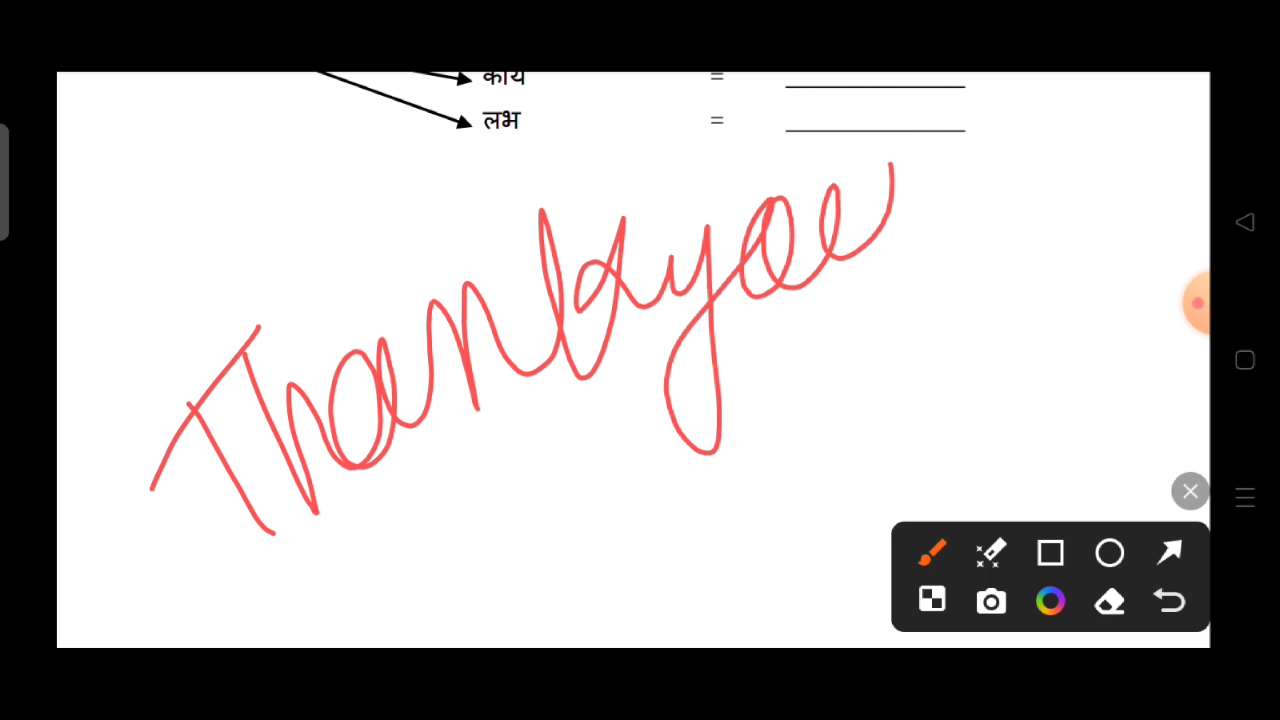 काय =
लभ =
Thankyou